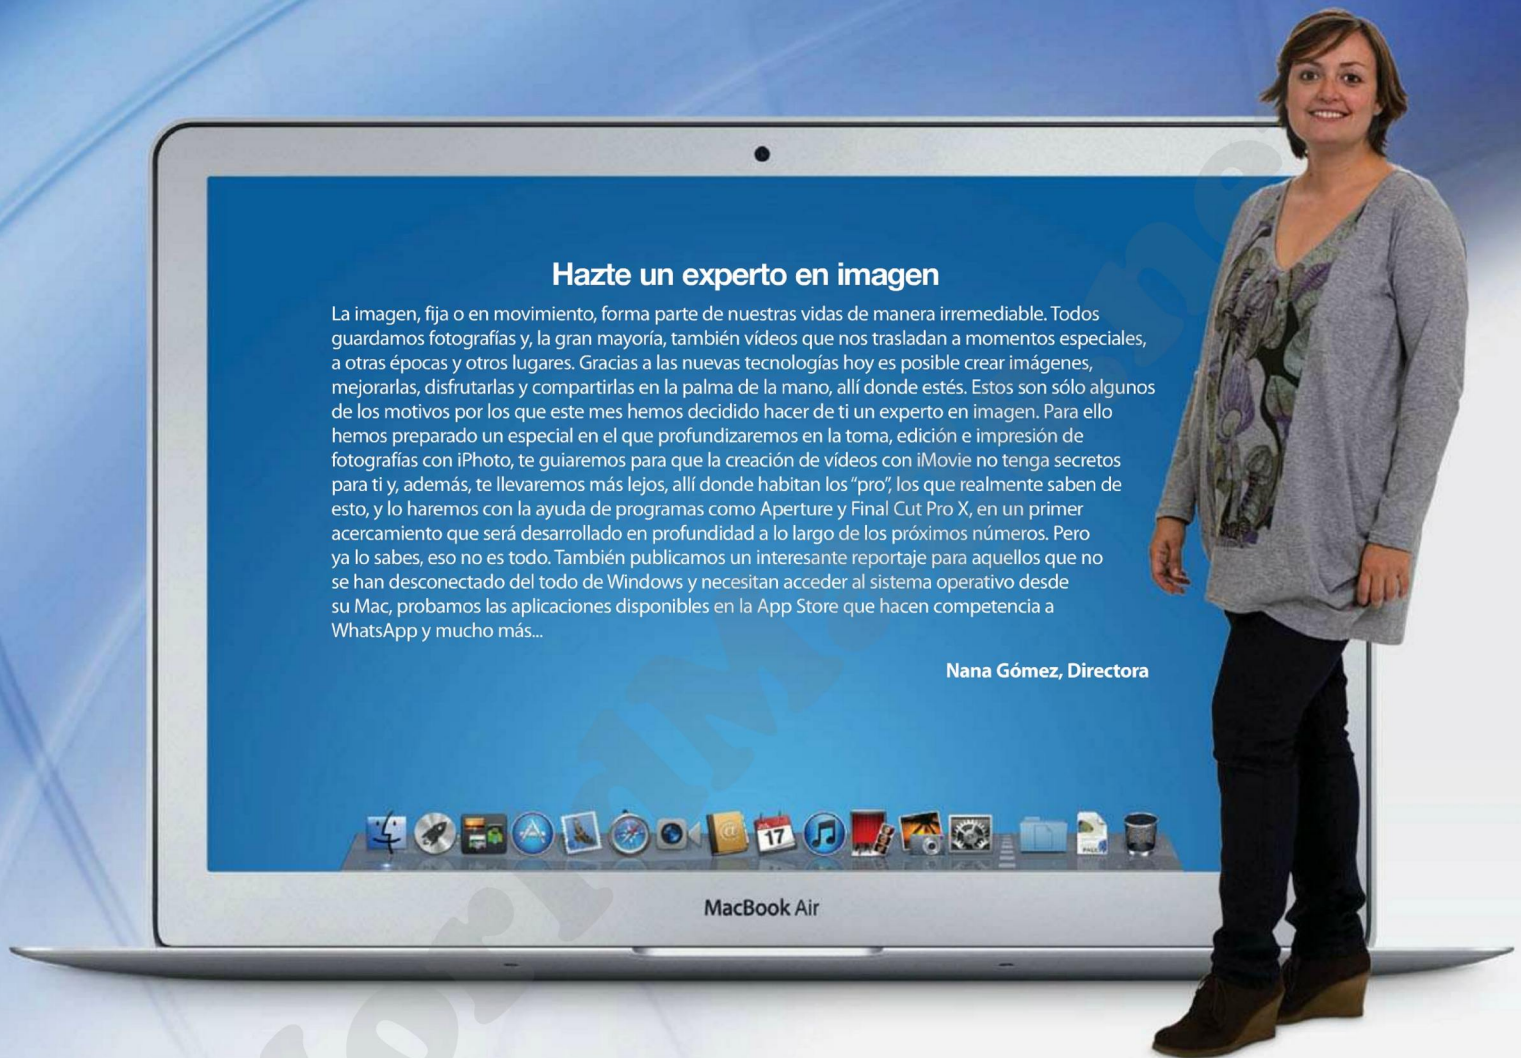 Hazte un experto en imagen
La imagen, fija o en movimiento, forma parte de nuestras vidas de manera irremediable. Todos
guardamos fotografías y, la gran mayoría, también vídeos que nos trasladan a momentos especiales,
a otras épocas y otros lugares. Gracias a las nuevas tecnologías hoy es posible crear imágenes,
mejorarlas, disfrutarlas y compartirlas en la palma de la mano, allí donde estés. Estos son sólo algunos
de los motivos por los que este mes hemos decidido hacer de ti un experto en imagen. Para ello
hemos preparado un especial en el que profundizaremos en la toma, edición e impresión de
fotografías con iPhoto, te guiaremos para que la creación de vídeos con iMovie no tenga secretos
para ti y, además, te llevaremos más lejos, allí donde habitan los “pro”, los que realmente saben de
esto, y lo haremos con la ayuda de programas como Aperture y Final Cut Pro X, en un primer
acercamiento que será desarrollado en profundidad a lo largo de los próximos números. Pero
ya lo sabes, eso no es todo. También publicamos un interesante reportaje para aquellos que no
se han desconectado del todo de Windows y necesitan acceder al sistema operativo desde
su Mac, probamos las aplicaciones disponibles en la App Store que hacen competencia a
WhatsApp y mucho más...
Nana Gómez, Directora
17
MacBook Air